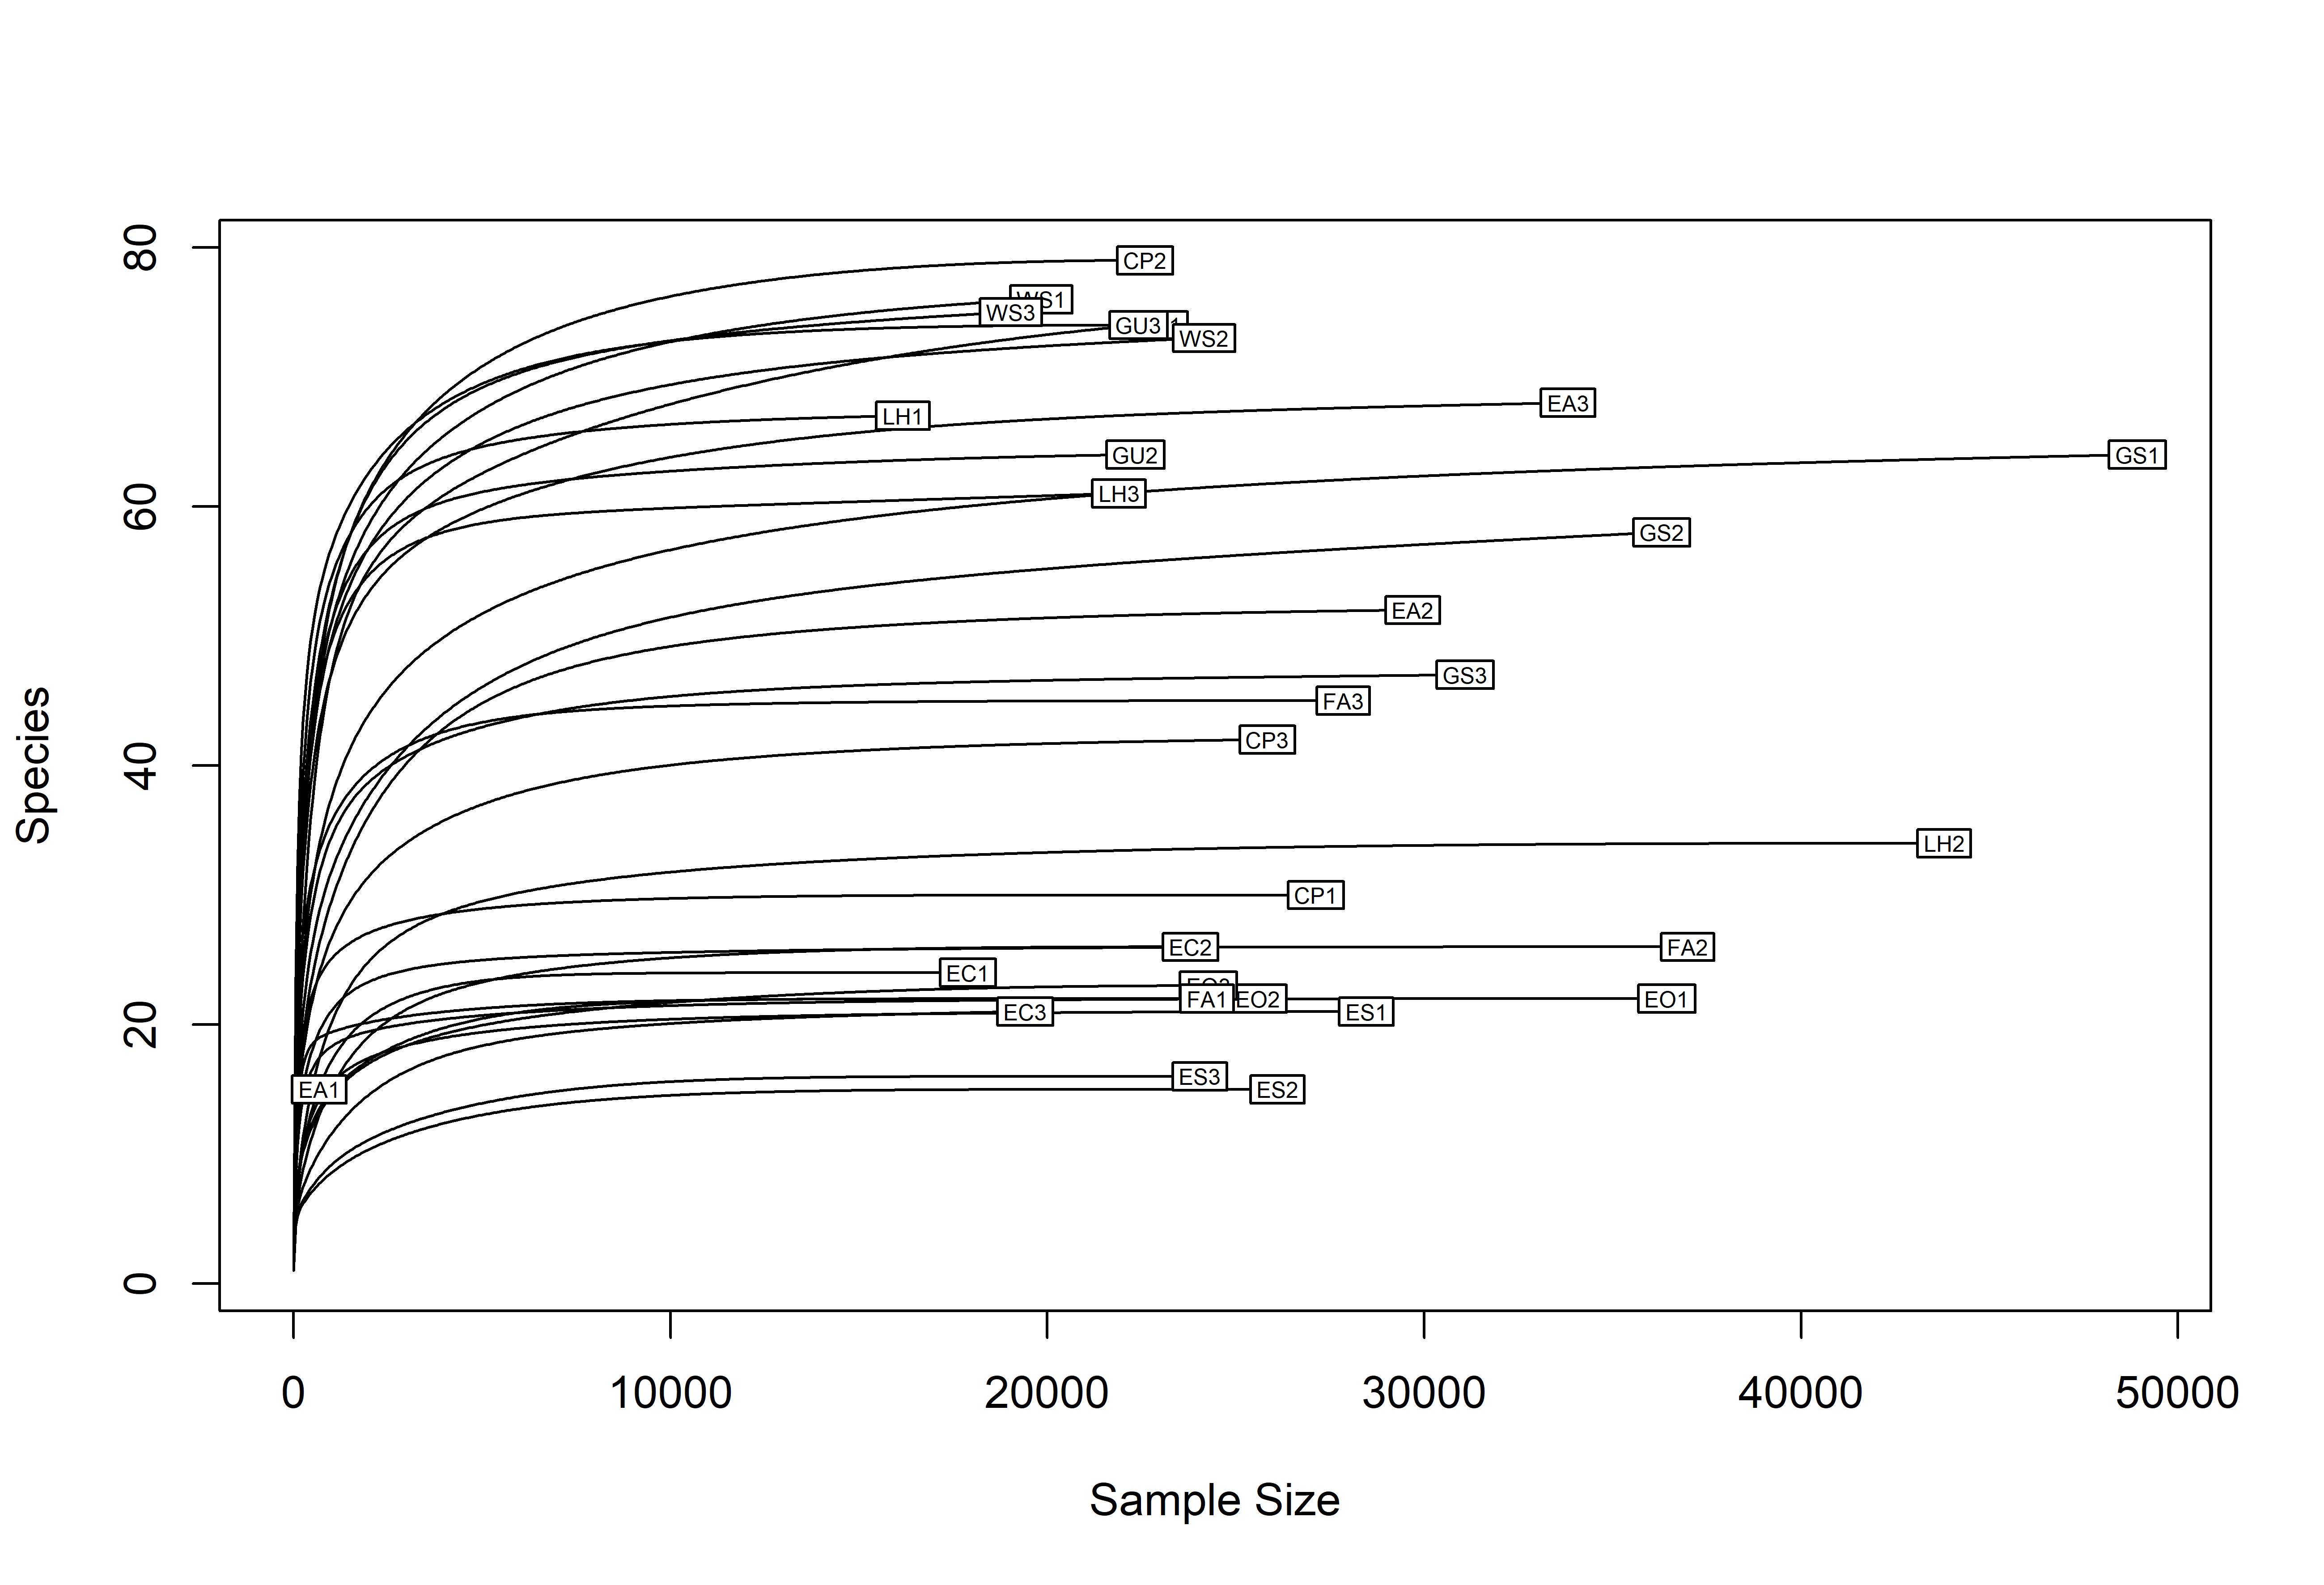 80
60
40
20
0
Species
CP2
WS1
WS3
GU3
WS2
LH1
EA3
GU2
GS1
LH3
GS2
EA2
GS3
FA3
CP3
LH2
CP1
EC2
FA2
EC1
FA1
EO2
EO1
EC3
ES1
EA1
ES3
ES2
0 10000 20000 30000 40000 50000
Sample Size